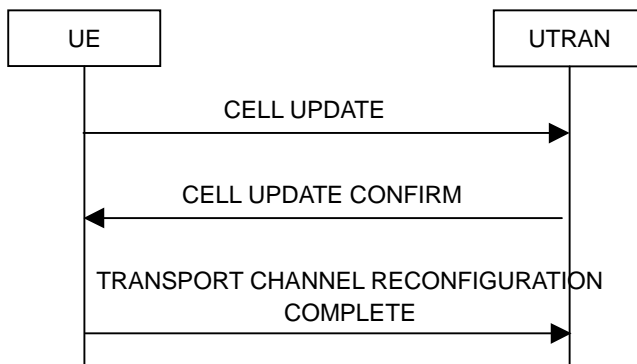 UE
UTRAN
CELL UPDATE
CELL UPDATE CONFIRM
TRANSPORT CHANNEL RECONFIGURATION
COMPLETE